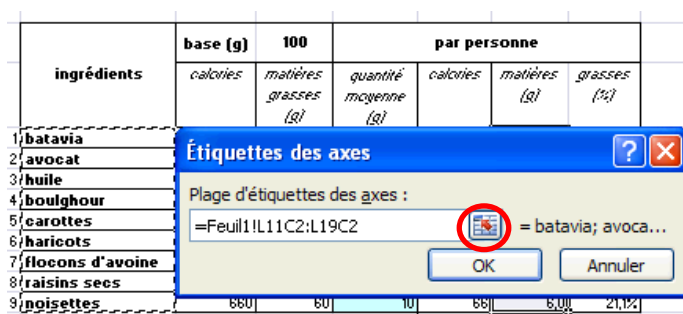 base (g) 100 par personne
ingrédients calories matières grasses (g) quantité moyenne (g) calories matières (g) grasses (%)
1 batavia
2 avocat
3 huile
4 boulghour
5 carottes
6 haricots
7 flocons d'avoine
8 raisins secs
9 noisettes 660 60 10 66 6,0 21,1%
Étiquettes des axes
Plage d'étiquettes des axes :
=Feuil1!L11C2:L19C2 = batavia; avoca...
OK Annuler